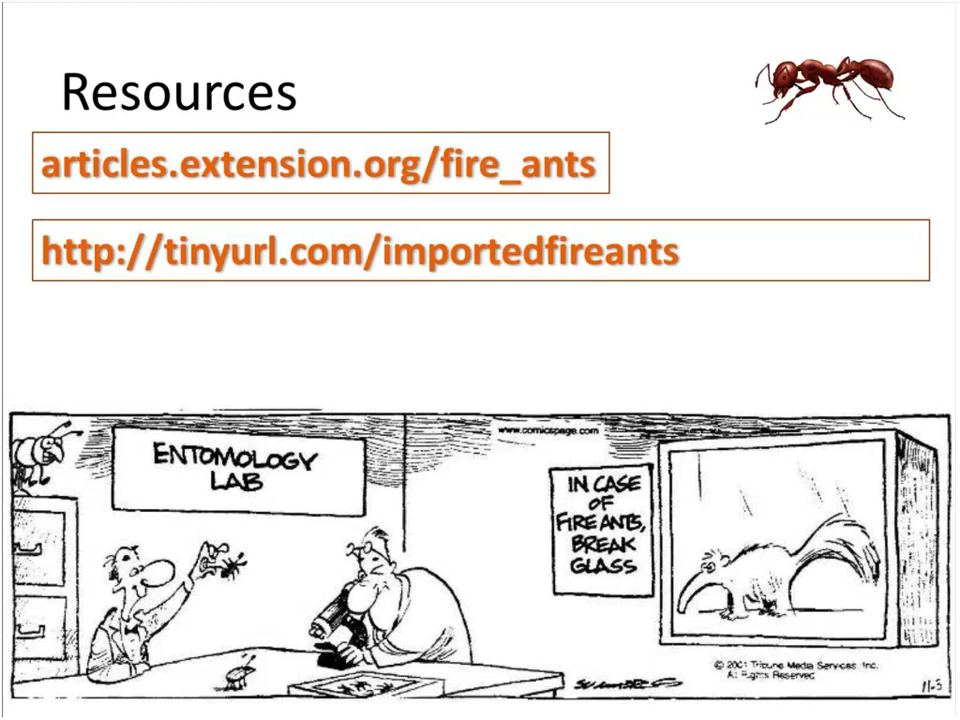 Resources
articles.extension.org/fire_ants
http://tinyurl.com/importedfireants
www.comicspage.com
ENTOMOLOGY
LAB
IN CASE
OF
FIRE ANTS,
BREAK
GLASS
© 2001 Tribune Media Services, Inc.
All Rights Reserved
11-3